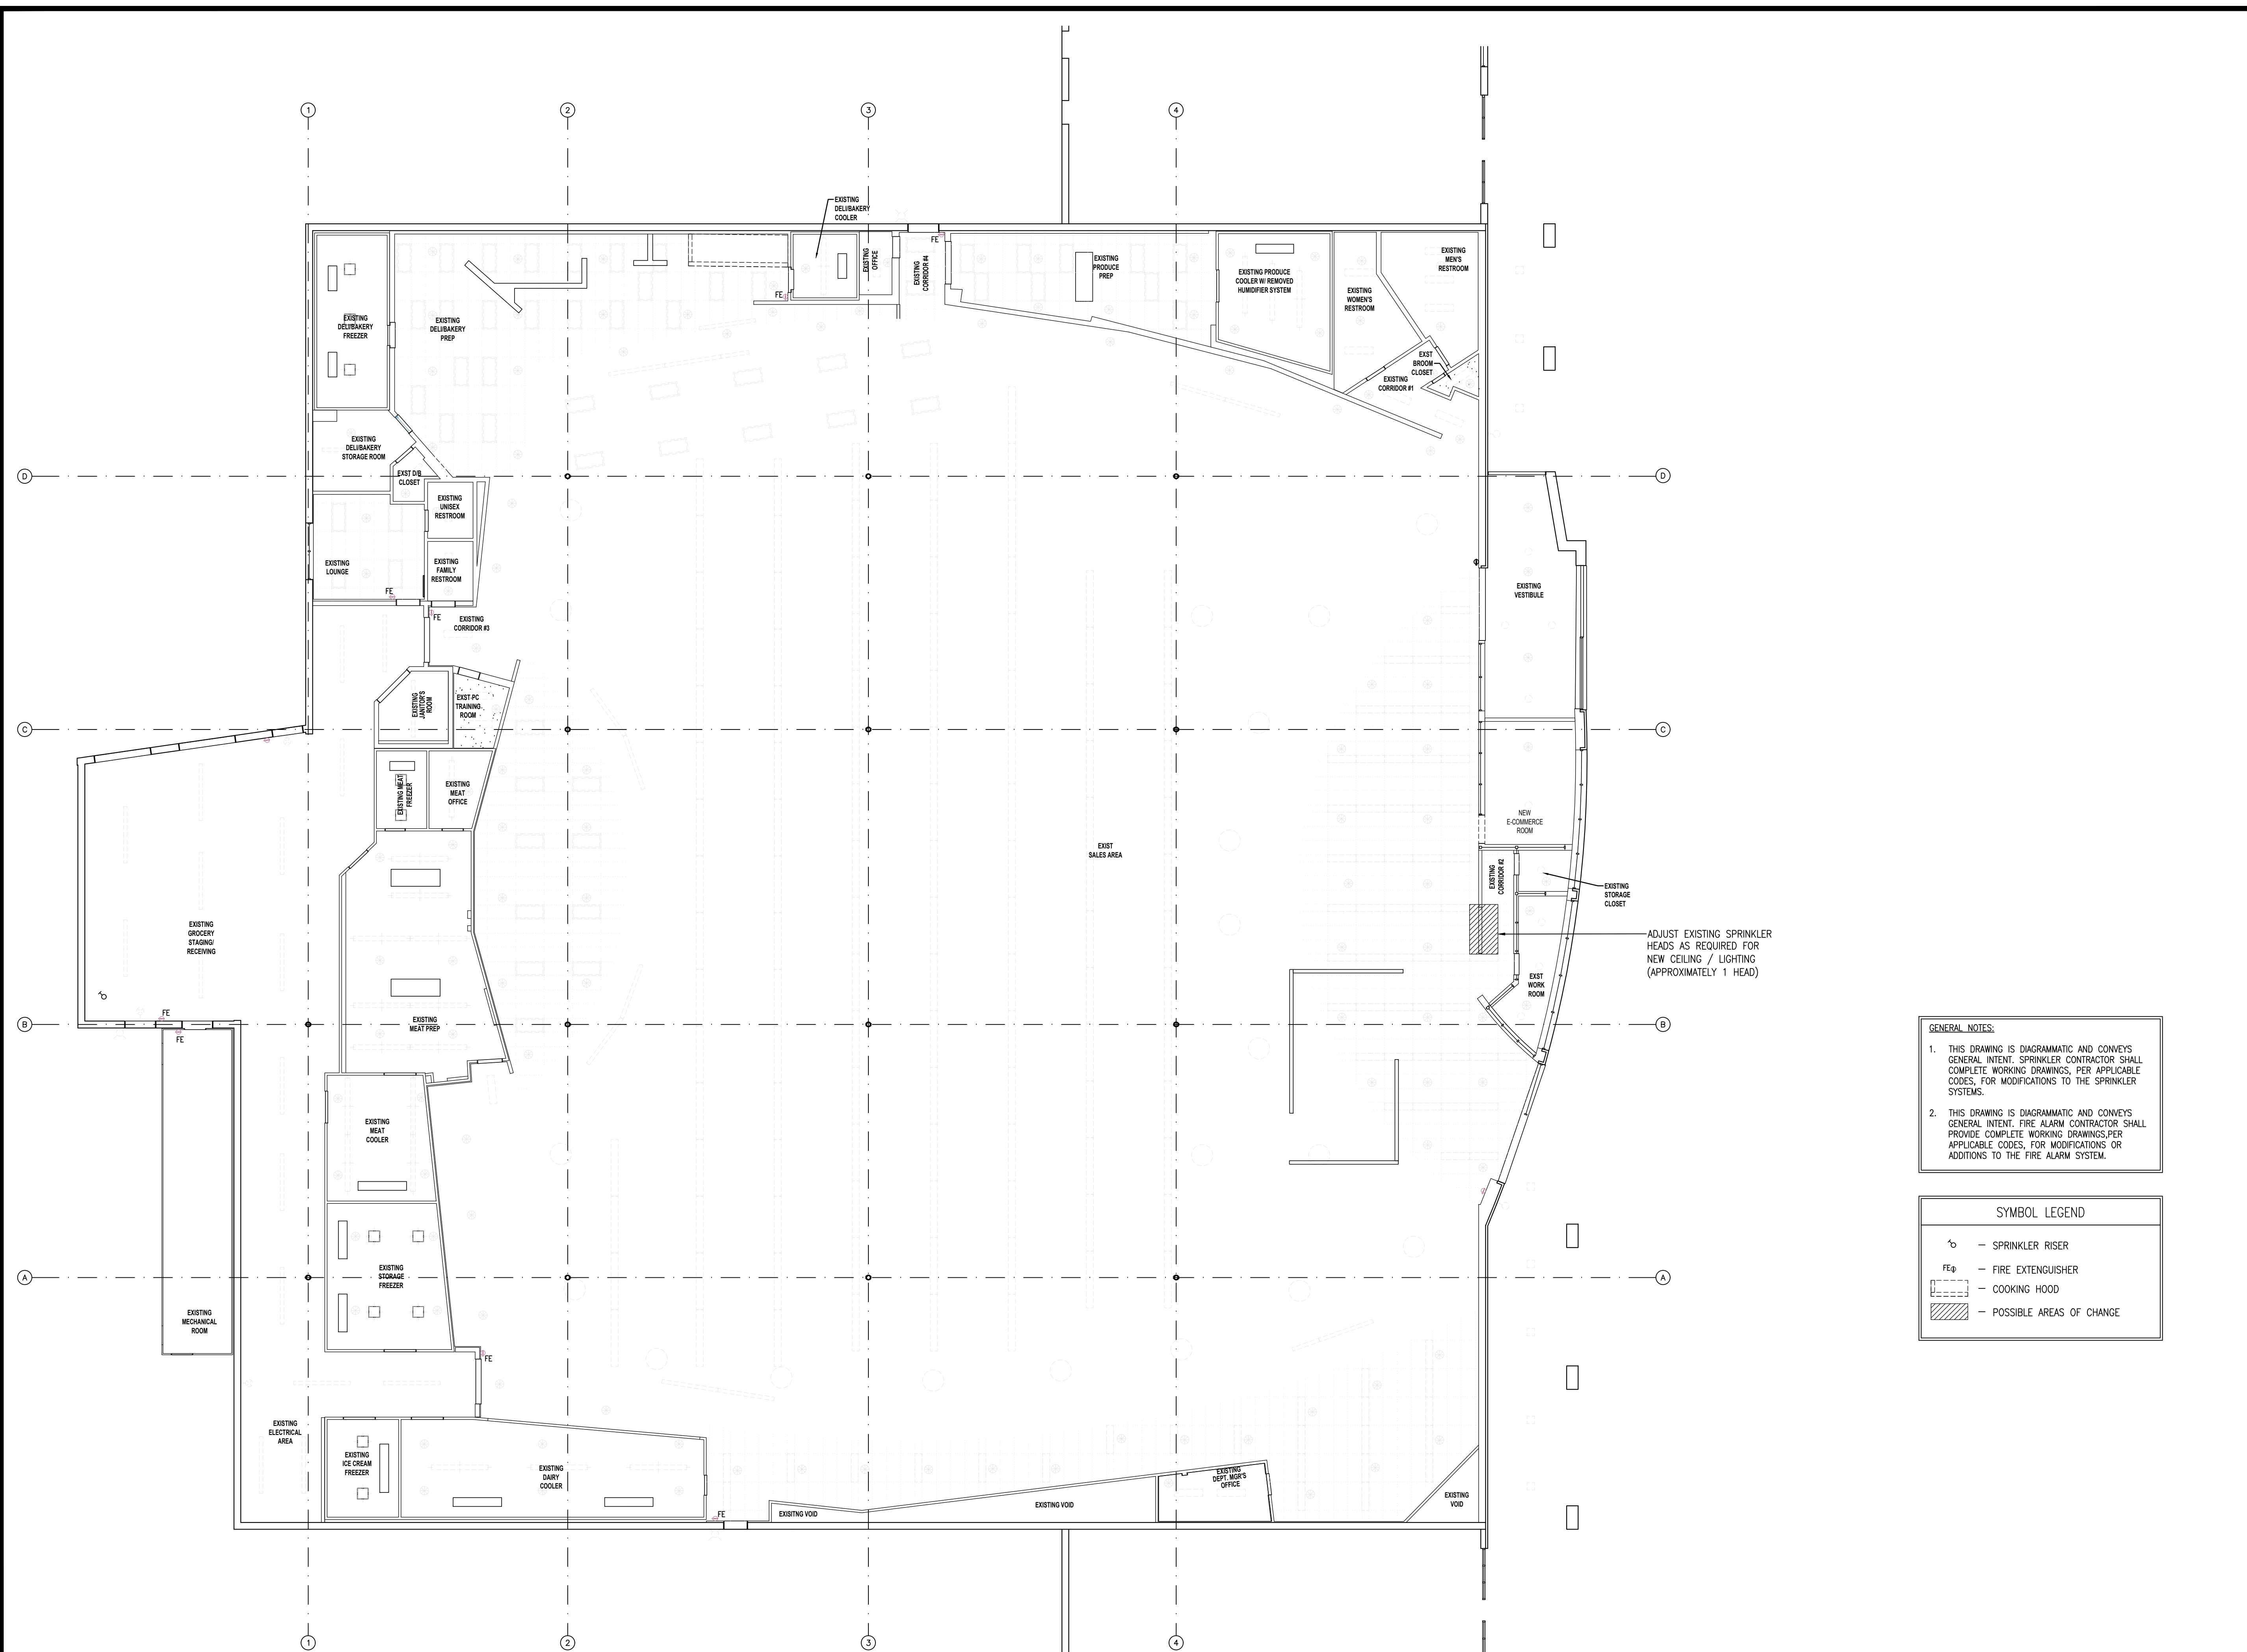 1
2
3
4
EXISTING
DELI/BAKERY
COOLER
FE
EXISTING
OFFICE
EXISTING
CORRIDOR #4
EXISTING
PRODUCE
PREP
EXISTING PRODUCE
COOLER W/ REMOVED
HUMIDIFIER SYSTEM
EXISTING
WOMEN'S
RESTROOM
EXISTING
MEN'S
RESTROOM
FE
EXISTING
DELI/BAKERY
FREEZER
EXISTING
DELI/BAKERY
PREP
EXST
BROOM
CLOSET
EXISTING
CORRIDOR #1
EXISTING
DELI/BAKERY
STORAGE ROOM
D
EXST D/B
CLOSET
D
EXISTING
UNISEX
RESTROOM
EXISTING
LOUNGE
EXISTING
FAMILY
RESTROOM
EXISTING
VESTIBULE
FE
FE
EXISTING
CORRIDOR #3
EXISTING
JANITOR'S
ROOM
EXST-PC
TRAINING
ROOM
C
C
EXISTING MEAT
FREEZER
EXISTING
MEAT
OFFICE
NEW
E-COMMERCE
ROOM
EXIST
SALES AREA
EXISTING
CORRIDOR #2
EXISTING
STORAGE
CLOSET
EXISTING
GROCERY
STAGING/
RECEIVING
ADJUST EXISTING SPRINKLER
HEADS AS REQUIRED FOR
NEW CEILING / LIGHTING
(APPROXIMATELY 1 HEAD)
EXST
WORK
ROOM
FE
EXISTING
MEAT PREP
B
B
FE
GENERAL NOTES:
1. THIS DRAWING IS DIAGRAMMATIC AND CONVEYS
GENERAL INTENT. SPRINKLER CONTRACTOR SHALL
COMPLETE WORKING DRAWINGS, PER APPLICABLE
CODES, FOR MODIFICATIONS TO THE SPRINKLER
SYSTEMS.
2. THIS DRAWING IS DIAGRAMMATIC AND CONVEYS
GENERAL INTENT. FIRE ALARM CONTRACTOR SHALL
PROVIDE COMPLETE WORKING DRAWINGS,PER
APPLICABLE CODES, FOR MODIFICATIONS OR
ADDITIONS TO THE FIRE ALARM SYSTEM.
EXISTING
MEAT
COOLER
SYMBOL LEGEND
— SPRINKLER RISER
FE — FIRE EXTENGUISHER
— COOKING HOOD
— POSSIBLE AREAS OF CHANGE
EXISTING
STORAGE
FREEZER
A
A
EXISTING
MECHANICAL
ROOM
FE
EXISTING
ELECTRICAL
AREA
EXISTING
ICE CREAM
FREEZER
EXISTING
DAIRY
COOLER
EXISTING
DEPT. MGR'S
OFFICE
EXISTING
VOID
EXISTING VOID
EXISITNG VOID
FE
1
2
3
4